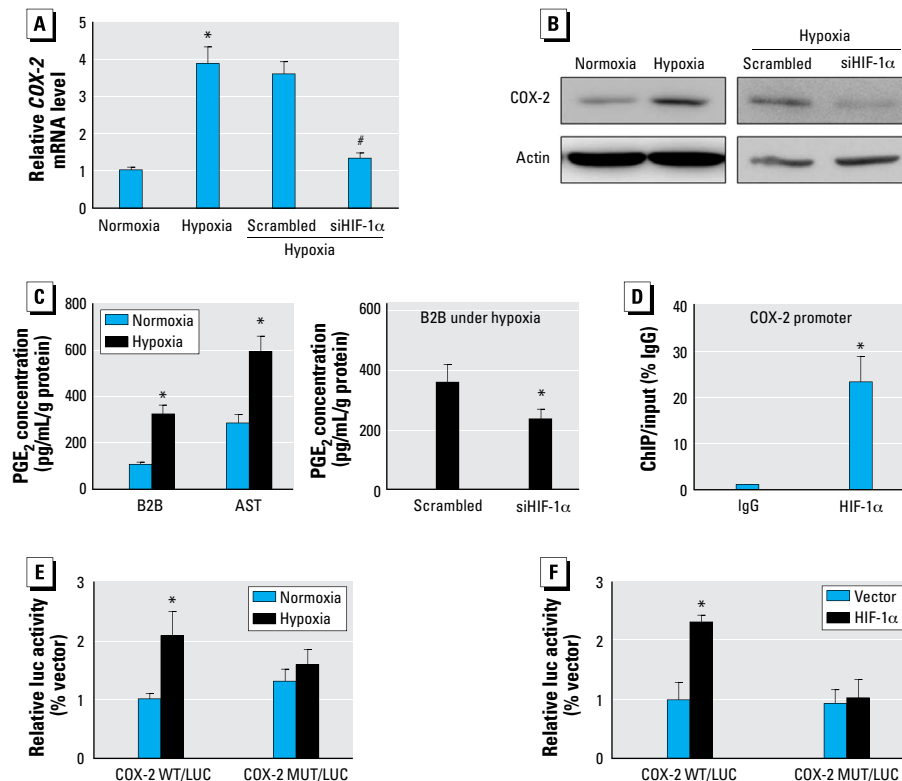 A
Relative COX-2
mRNA level
5
4
3
2
1
0
*
#
Normoxia Hypoxia Scrambled siHIF-1α
Hypoxia
B
Hypoxia
Normoxia Hypoxia Scrambled siHIF-1α
COX-2
Actin
C
PGE2 concentration
(pg/mL/g protein)
800
600
400
200
0
Normoxia
Hypoxia
*
*
B2B AST
PGE2 concentration
(pg/mL/g protein)
600
400
200
0
B2B under hypoxia
*
Scrambled siHIF-1α
D
ChIP/input (% IgG)
40
30
20
10
0
COX-2 promoter
*
IgG HIF-1α
E
Relative luc activity
(% vector)
3
2
1
0
Normoxia
Hypoxia
*
COX-2 WT/LUC COX-2 MUT/LUC
F
Relative luc activity
(% vector)
3
2
1
0
Vector
HIF-1α
*
COX-2 WT/LUC COX-2 MUT/LUC